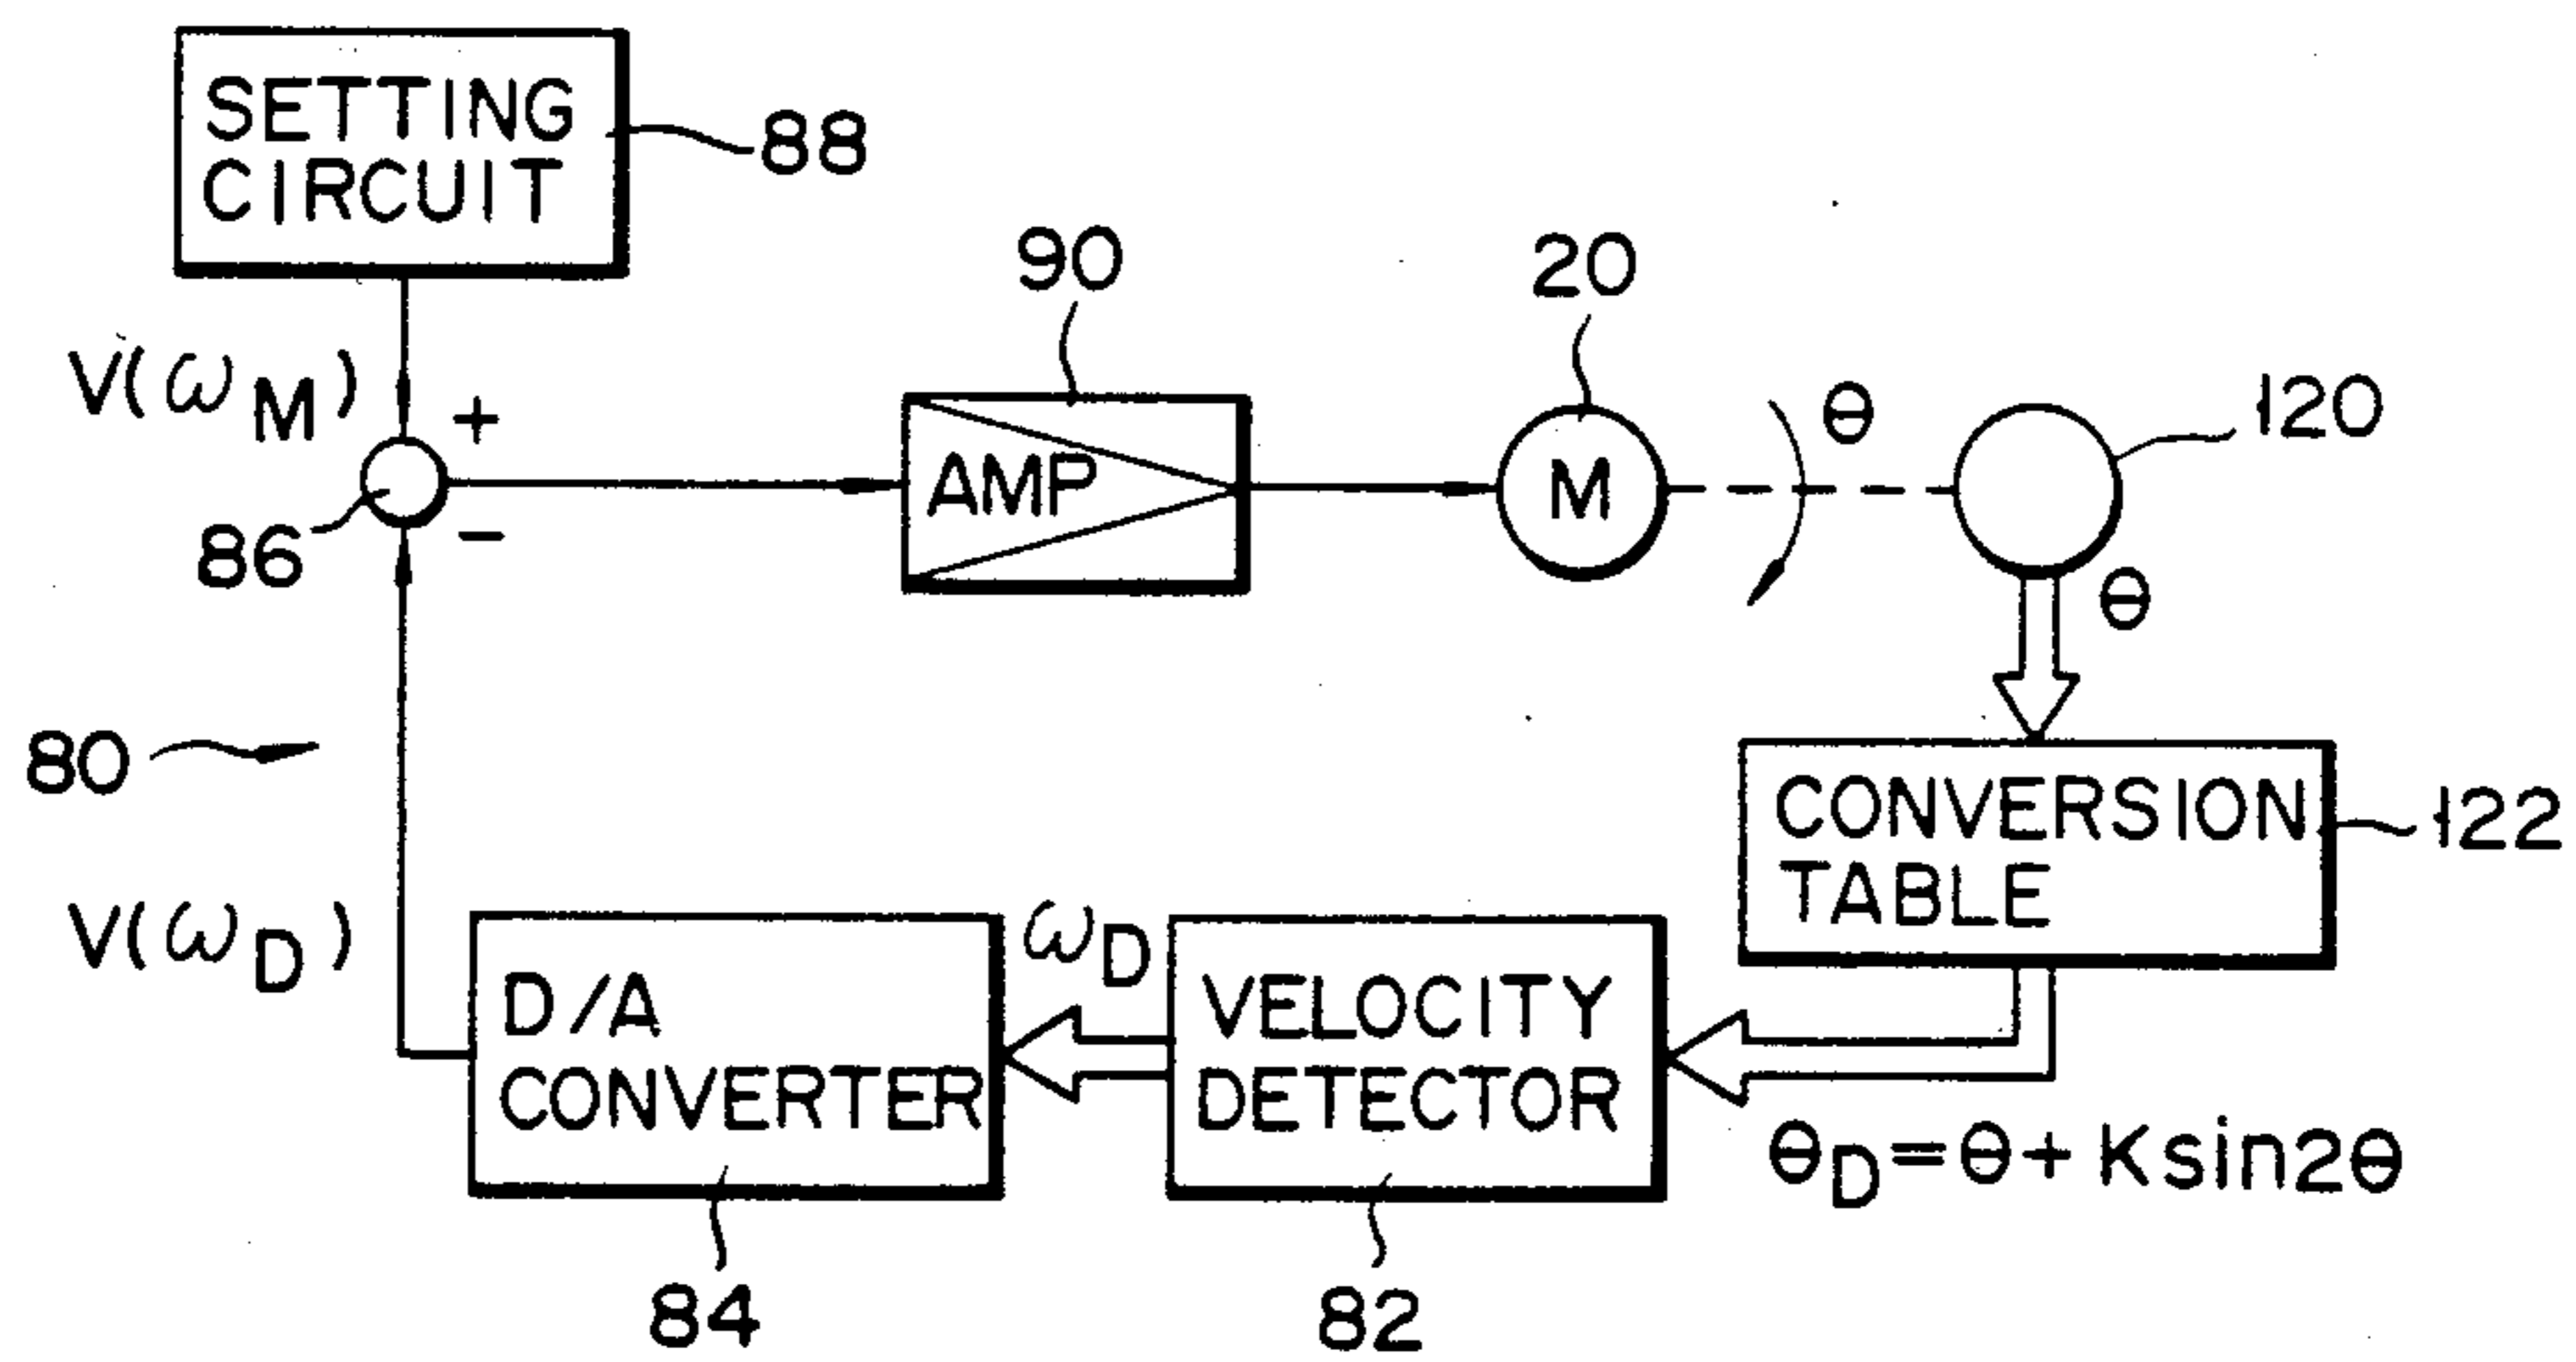 SETTING
CIRCUIT
88
90
20
V(ωM)
+
θ
120
AMP
M
86
−
θ
80
CONVERSION
TABLE
122
V(ωD)
ωD
D/A
CONVERTER
VELOCITY
DETECTOR
θD=θ+Ksin2θ
84
82